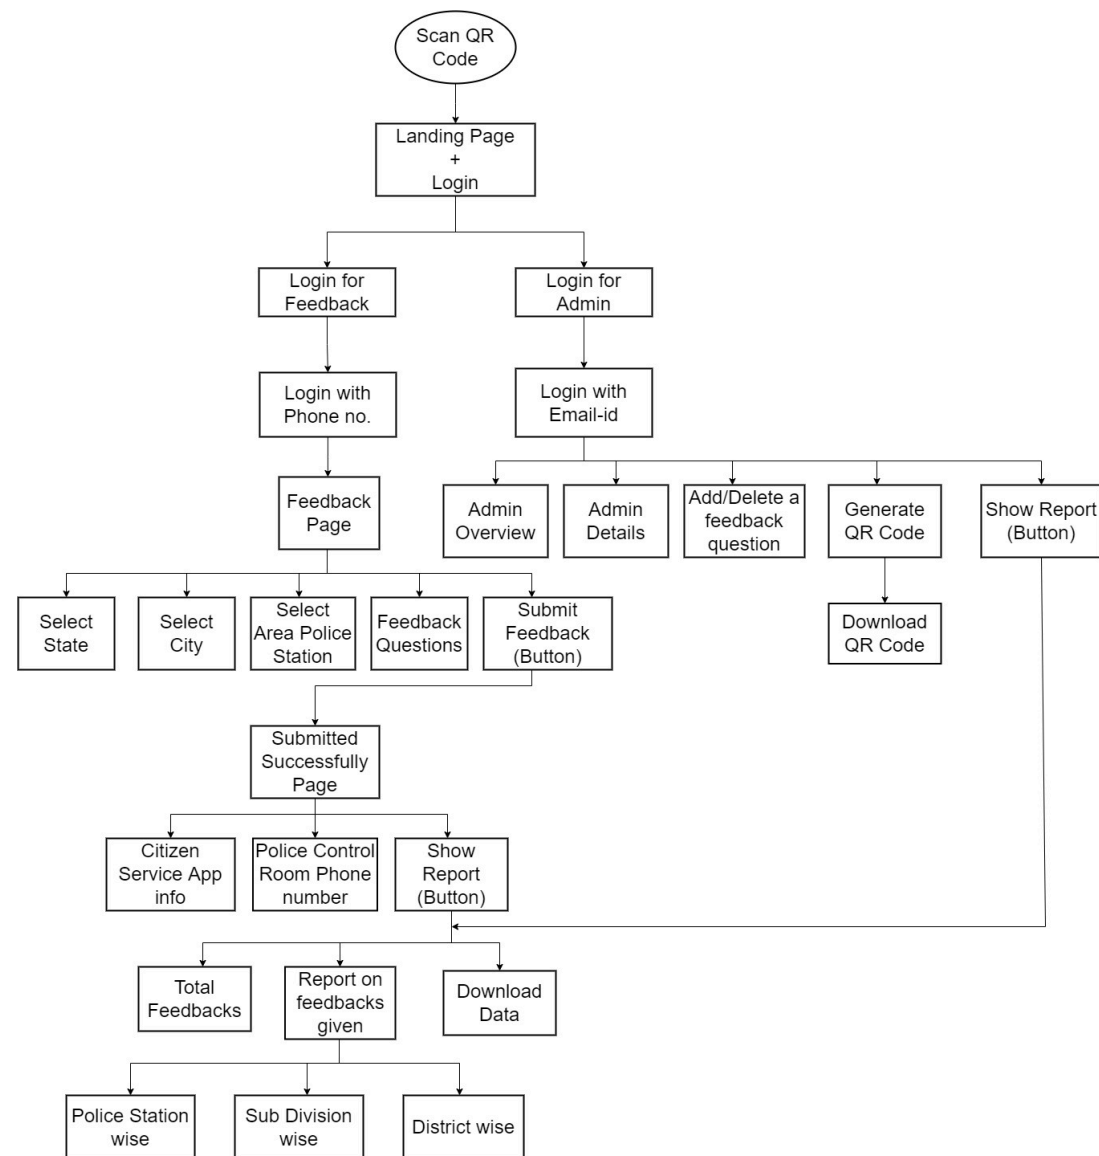 Scan QR
Code
Landing Page
+
Login
Login for
Feedback
Login for
Admin
Login with
Phone no.
Login with
Email-id
Feedback
Page
Admin
Overview
Admin
Details
Add/Delete a
feedback
question
Generate
QR Code
Show Report
(Button)
Select
State
Select
City
Select
Area Police
Station
Feedback
Questions
Submit
Feedback
(Button)
Download
QR Code
Submitted
Successfully
Page
Citizen
Service App
info
Police Control
Room Phone
number
Show
Report
(Button)
Total
Feedbacks
Report on
feedbacks
given
Download
Data
Police Station
wise
Sub Division
wise
District wise